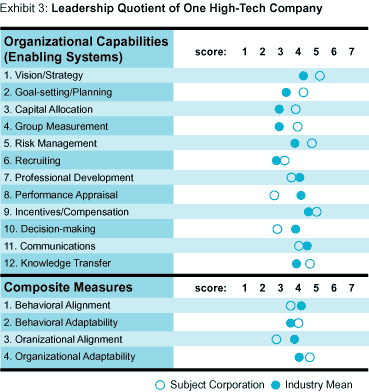 Exhibit 3: Leadership Quotient of One High-Tech Company
Organizational Capabilities
(Enabling Systems) score: 1 2 3 4 5 6 7
1. Vision/Strategy
2. Goal-setting/Planning
3. Capital Allocation
4. Group Measurement
5. Risk Management
6. Recruiting
7. Professional Development
8. Performance Appraisal
9. Incentives/Compensation
10. Decision-making
11. Communications
12. Knowledge Transfer
Composite Measures score: 1 2 3 4 5 6 7
1. Behavioral Alignment
2. Behavioral Adaptability
3. Oranizational Alignment
4. Organizational Adaptability
Subject Corporation Industry Mean